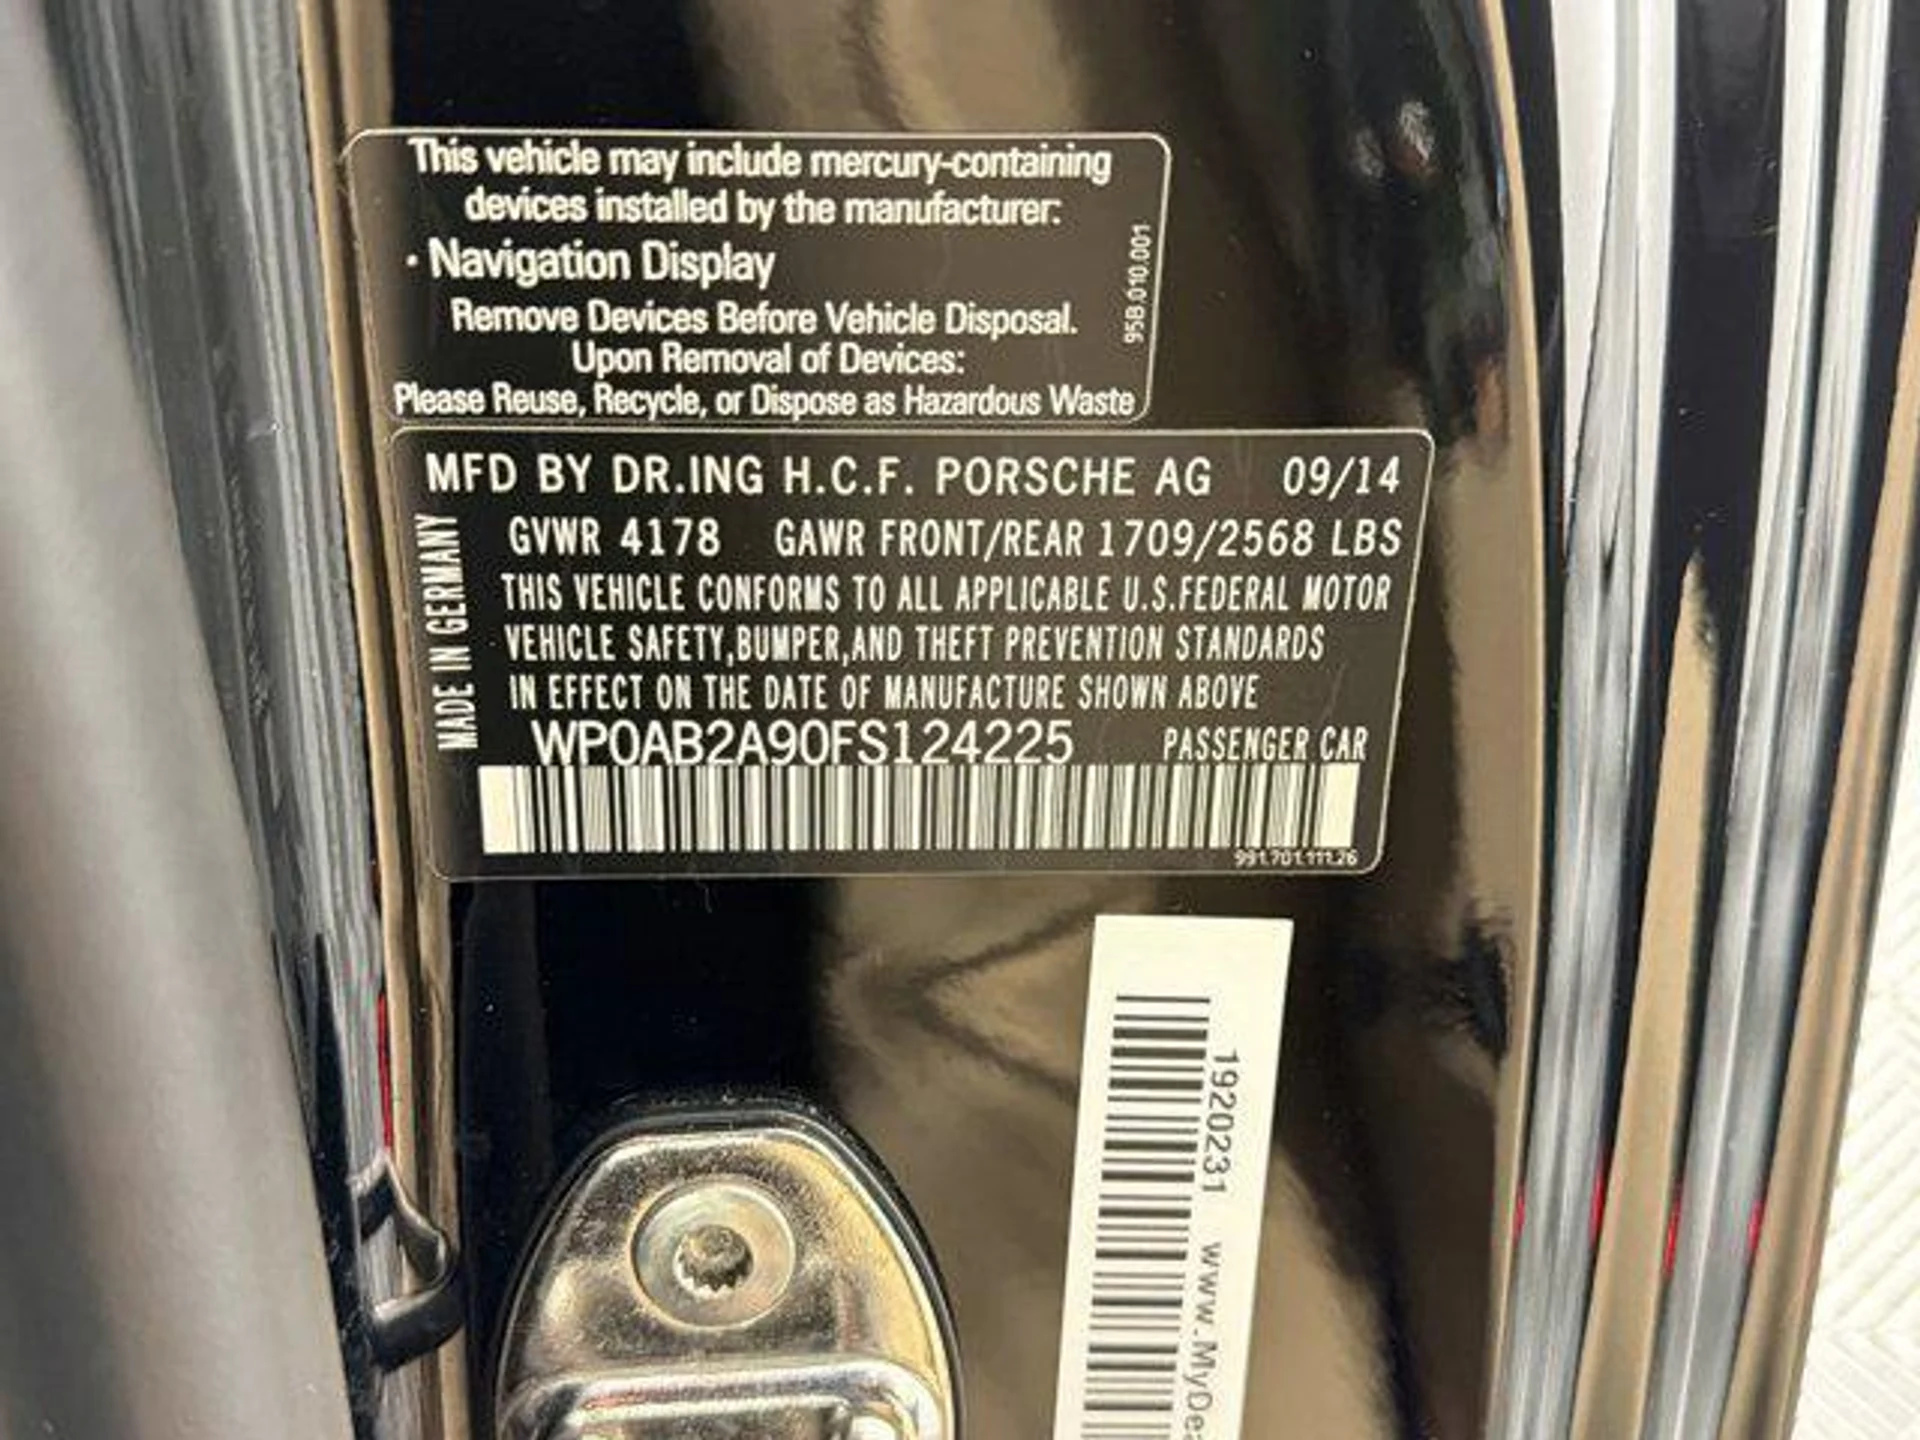 This vehicle may include mercury-containing
devices installed by the manufacturer:
· Navigation Display
Remove Devices Before Vehicle Disposal.
Upon Removal of Devices:
Please Reuse, Recycle, or Dispose as Hazardous Waste
95B.010.001
MFD BY DR.ING H.C.F. PORSCHE AG 09/14
GVWR 4178 GAWR FRONT/REAR 1709/2568 LBS
THIS VEHICLE CONFORMS TO ALL APPLICABLE U.S.FEDERAL MOTOR
VEHICLE SAFETY,BUMPER,AND THEFT PREVENTION STANDARDS
IN EFFECT ON THE DATE OF MANUFACTURE SHOWN ABOVE
MADE IN GERMANY
WP0AB2A90FS124225 PASSENGER CAR
991.701.111.26
1920231 www.MyDea